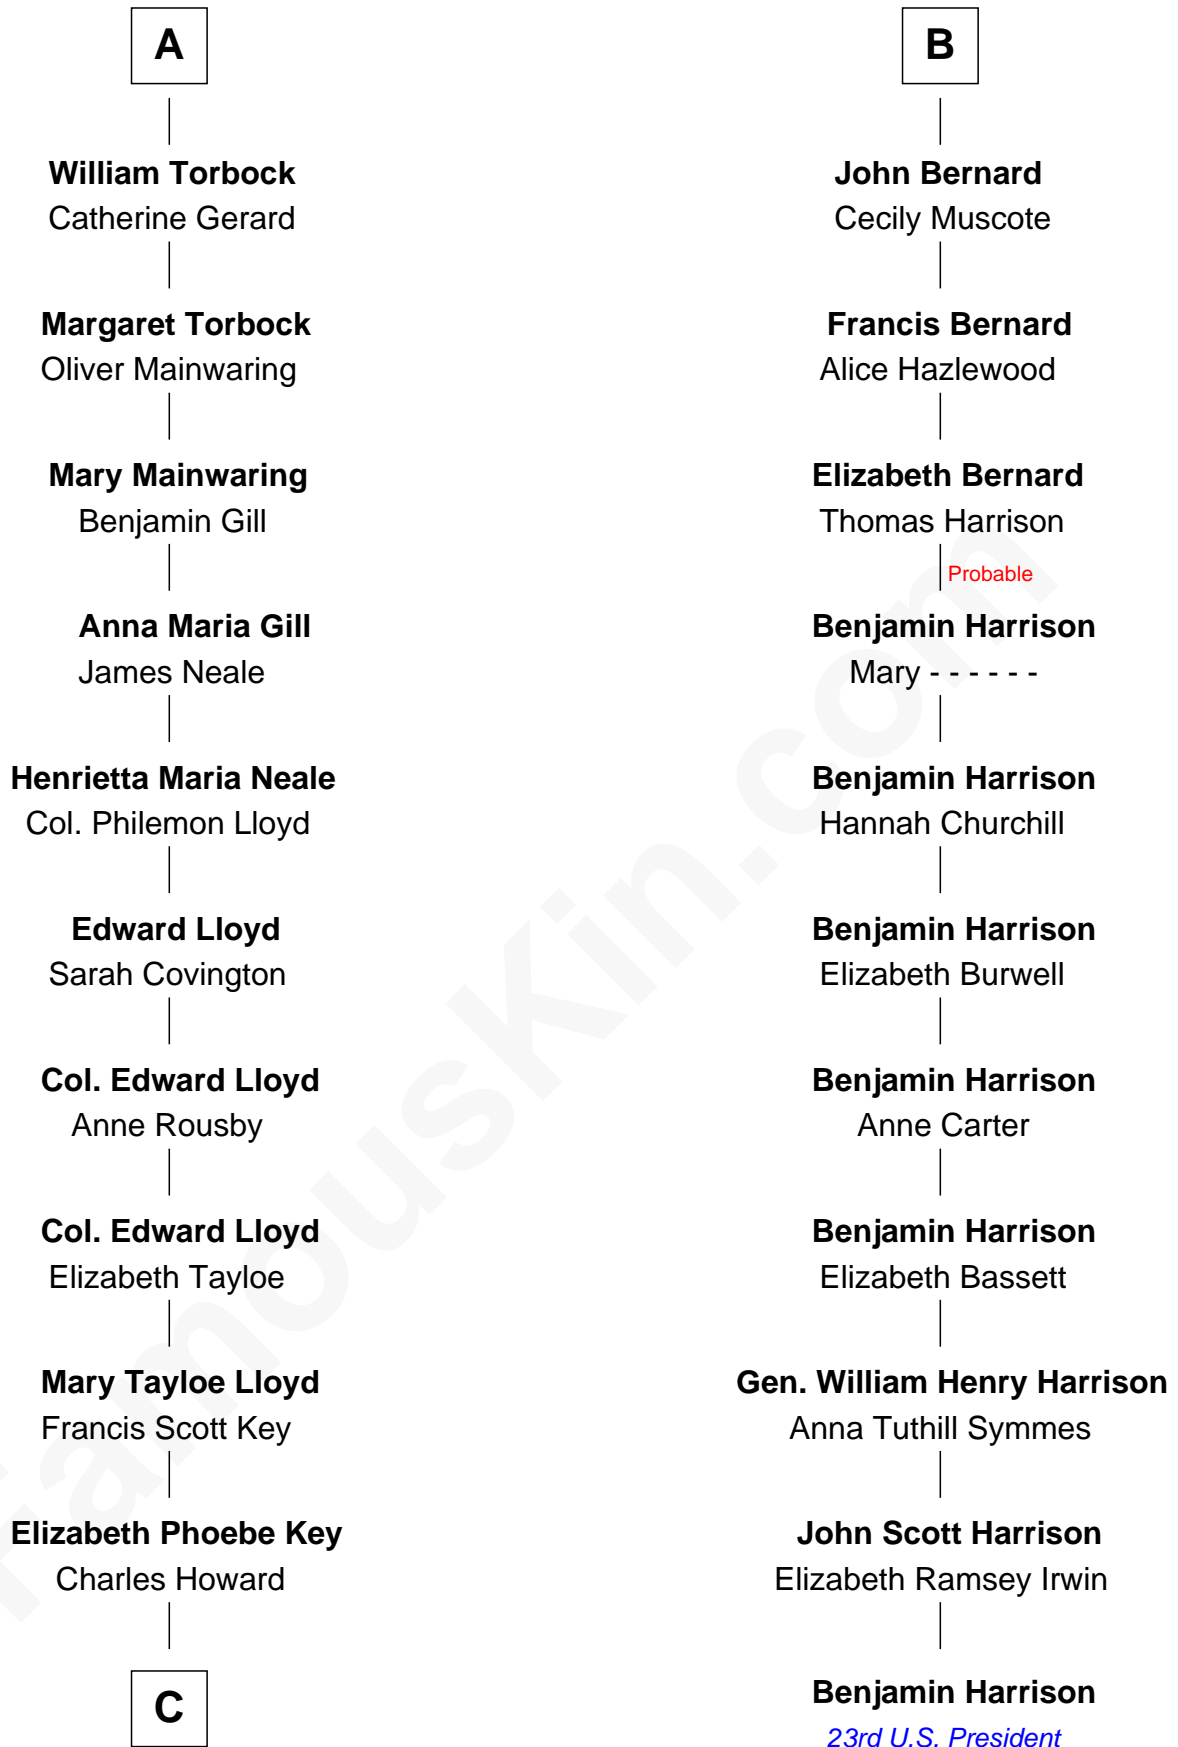 A
William Torbock
Catherine Gerard
Margaret Torbock
Oliver Mainwaring
Mary Mainwaring
Benjamin Gill
Anna Maria Gill
James Neale
Henrietta Maria Neale
Col. Philemon Lloyd
Edward Lloyd
Sarah Covington
Col. Edward Lloyd
Anne Rousby
Col. Edward Lloyd
Elizabeth Tayloe
Mary Tayloe Lloyd
Francis Scott Key
Elizabeth Phoebe Key
Charles Howard
C
B
John Bernard
Cecily Muscote
Francis Bernard
Alice Hazlewood
Elizabeth Bernard
Thomas Harrison
Probable
Benjamin Harrison
Mary - - - - - -
Benjamin Harrison
Hannah Churchill
Benjamin Harrison
Elizabeth Burwell
Benjamin Harrison
Anne Carter
Benjamin Harrison
Elizabeth Bassett
Gen. William Henry Harrison
Anna Tuthill Symmes
John Scott Harrison
Elizabeth Ramsey Irwin
Benjamin Harrison
23rd U.S. President
FamousKin.com